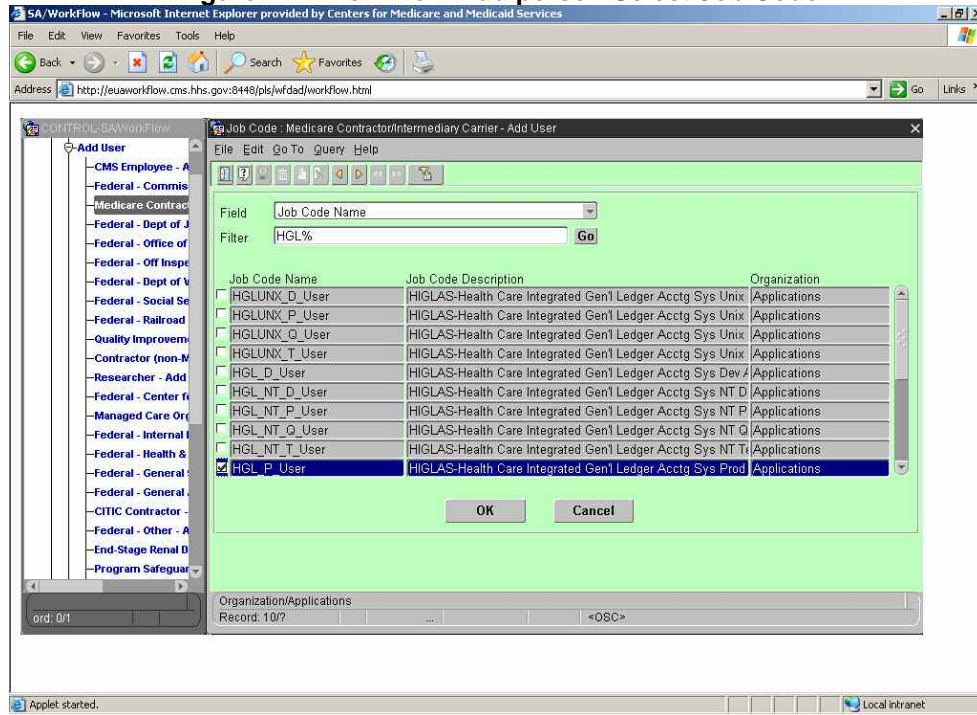 SA/WorkFlow - Microsoft Internet Explorer provided by Centers for Medicare and Medicaid Services
File Edit View Favorites Tools Help
Back Search Favorites
Address http://euaworkflow.cms.hhs.gov:8448/pls/wfdad/workflow.html Go Links
CONTROL-SA/WorkFlow
Add User
CMS Employee - A
Federal - Commis
Medicare Contrac
Federal - Dept of J
Federal - Office of
Federal - Off Inspe
Federal - Dept of V
Federal - Social Se
Federal - Railroad
Quality Improvem
Contractor (non-M
Researcher - Add
Federal - Center f
Managed Care Org
Federal - Internal
Federal - Health &
Federal - General
Federal - General
CITIC Contractor -
Federal - Other - A
End-Stage Renal D
Program Safeguar
ord: 0/1
Job Code : Medicare Contractor/Intermediary Carrier - Add User
File Edit Go To Query Help
Field Job Code Name
Filter HGL% Go
Job Code Name Job Code Description Organization
HGLUNX_D_User HIGLAS-Health Care Integrated Gen'l Ledger Acctg Sys Unix Applications
HGLUNX_P_User HIGLAS-Health Care Integrated Gen'l Ledger Acctg Sys Unix Applications
HGLUNX_Q_User HIGLAS-Health Care Integrated Gen'l Ledger Acctg Sys Unix Applications
HGLUNX_T_User HIGLAS-Health Care Integrated Gen'l Ledger Acctg Sys Unix Applications
HGL_D_User HIGLAS-Health Care Integrated Gen'l Ledger Acctg Sys Dev Applications
HGL_NT_D_User HIGLAS-Health Care Integrated Gen'l Ledger Acctg Sys NT D Applications
HGL_NT_P_User HIGLAS-Health Care Integrated Gen'l Ledger Acctg Sys NT P Applications
HGL_NT_Q_User HIGLAS-Health Care Integrated Gen'l Ledger Acctg Sys NT Q Applications
HGL_NT_T_User HIGLAS-Health Care Integrated Gen'l Ledger Acctg Sys NT Te Applications
HGL_P_User HIGLAS-Health Care Integrated Gen'l Ledger Acctg Sys Prod Applications
OK Cancel
Organization/Applications
Record: 10/? ... <OSC>
Applet started. Local intranet